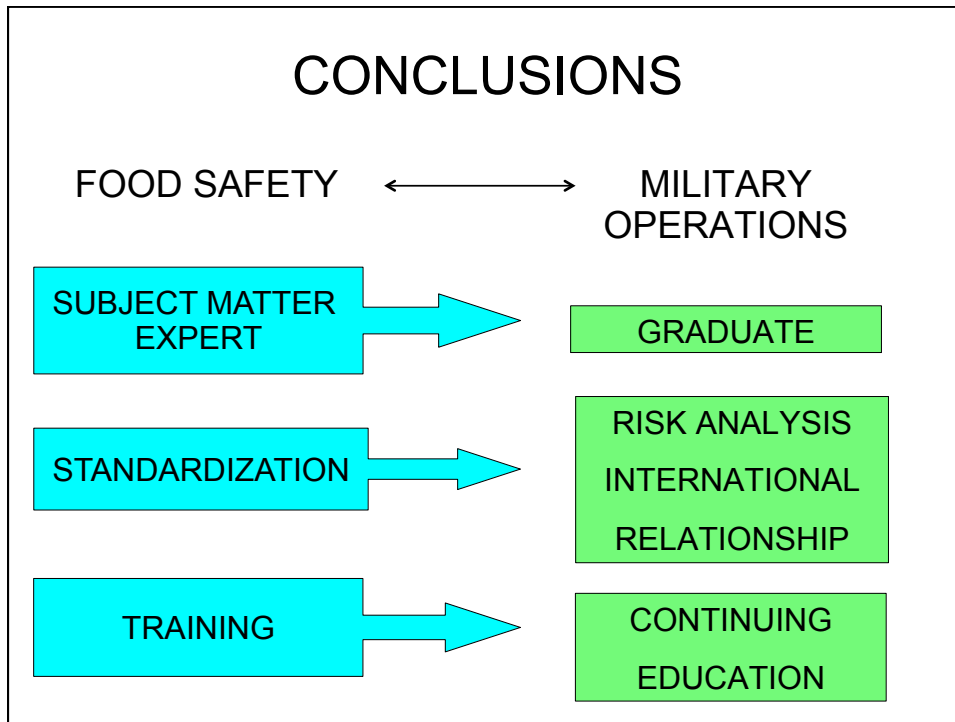 CONCLUSIONS
FOOD SAFETY
MILITARY
OPERATIONS
SUBJECT MATTER
EXPERT
GRADUATE
STANDARDIZATION
RISK ANALYSIS
INTERNATIONAL
RELATIONSHIP
TRAINING
CONTINUING
EDUCATION